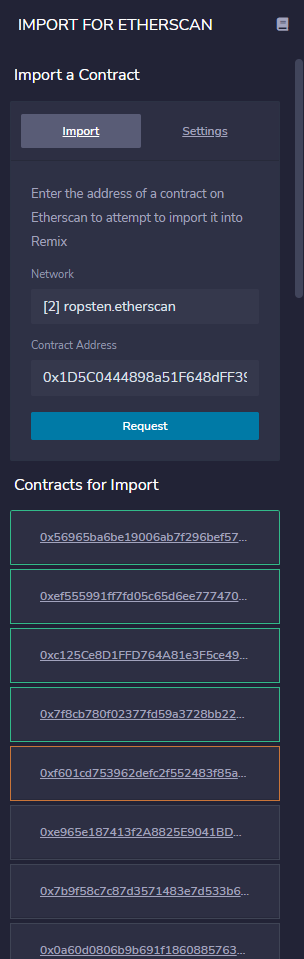 IMPORT FOR ETHERSCAN
Import a Contract
Import Settings
Enter the address of a contract on
Etherscan to attempt to import it into
Remix
Network
[2] ropsten.etherscan
Contract Address
0x1D5C0444898a51F648dFF39
Request
Contracts for Import
0x56965ba6be19006ab7f296bef57...
0xef555991ff7fd05c65d6ee777470...
0xc125Ce8D1FFD764A81e3F5ce49...
0x7f8cb780f02377fd59a3728bb22...
0xf601cd753962defc2f552483f85a...
0xe965e187413f2A8825E9041BD...
0x7b9f58c7c87d3571483e7d533b6...
0x0a60d0806b9b691f1860885763...